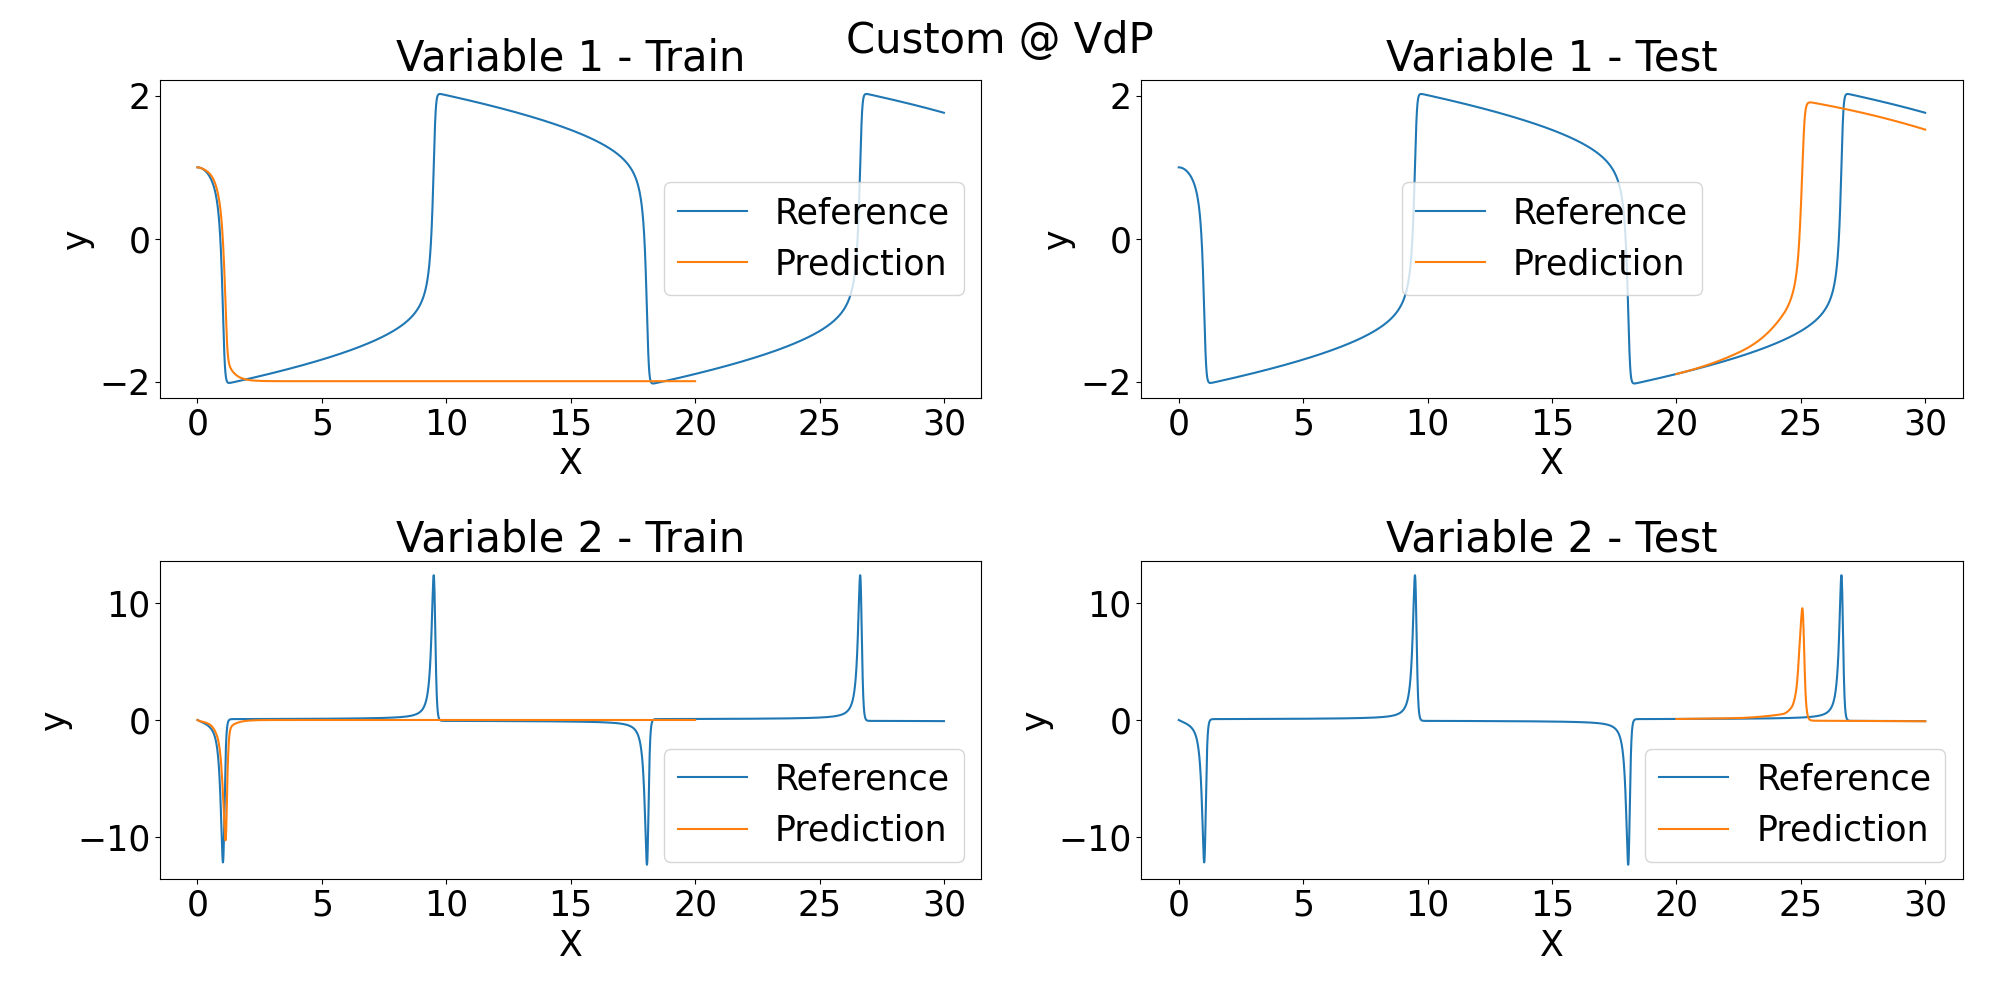 Custom @ VdP
Variable 1 - Train
2
0
−2
y
0 5 10 15 20 25 30
X
Reference
Prediction
Variable 1 - Test
2
0
−2
y
0 5 10 15 20 25 30
X
Reference
Prediction
Variable 2 - Train
10
0
−10
y
0 5 10 15 20 25 30
X
Reference
Prediction
Variable 2 - Test
10
0
−10
y
0 5 10 15 20 25 30
X
Reference
Prediction